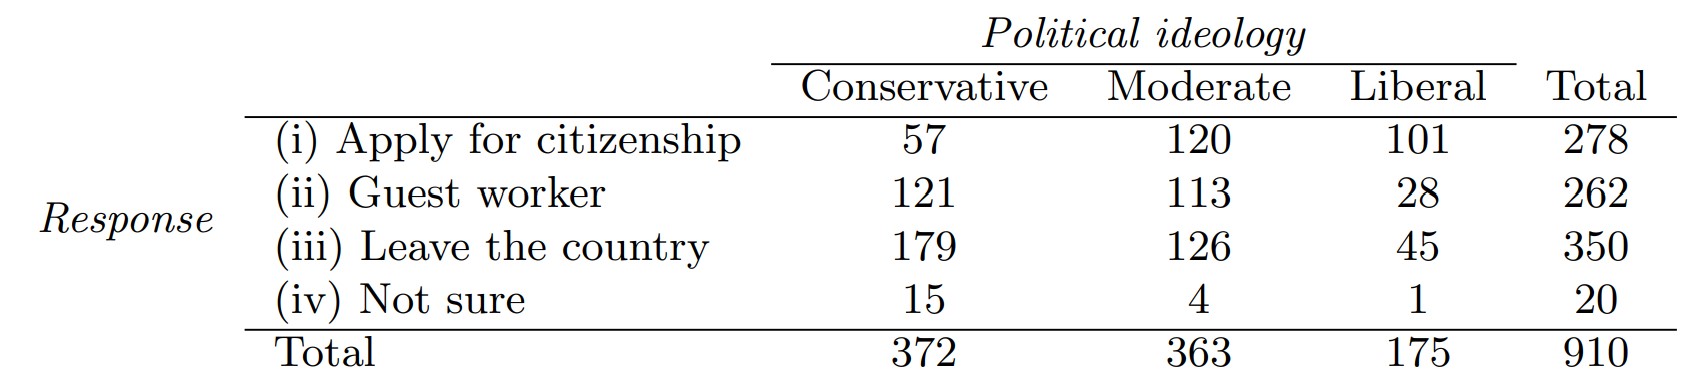 Political ideology
Conservative Moderate Liberal Total
(i) Apply for citizenship 57 120 101 278
(ii) Guest worker 121 113 28 262
Response
(iii) Leave the country 179 126 45 350
(iv) Not sure 15 4 1 20
Total 372 363 175 910